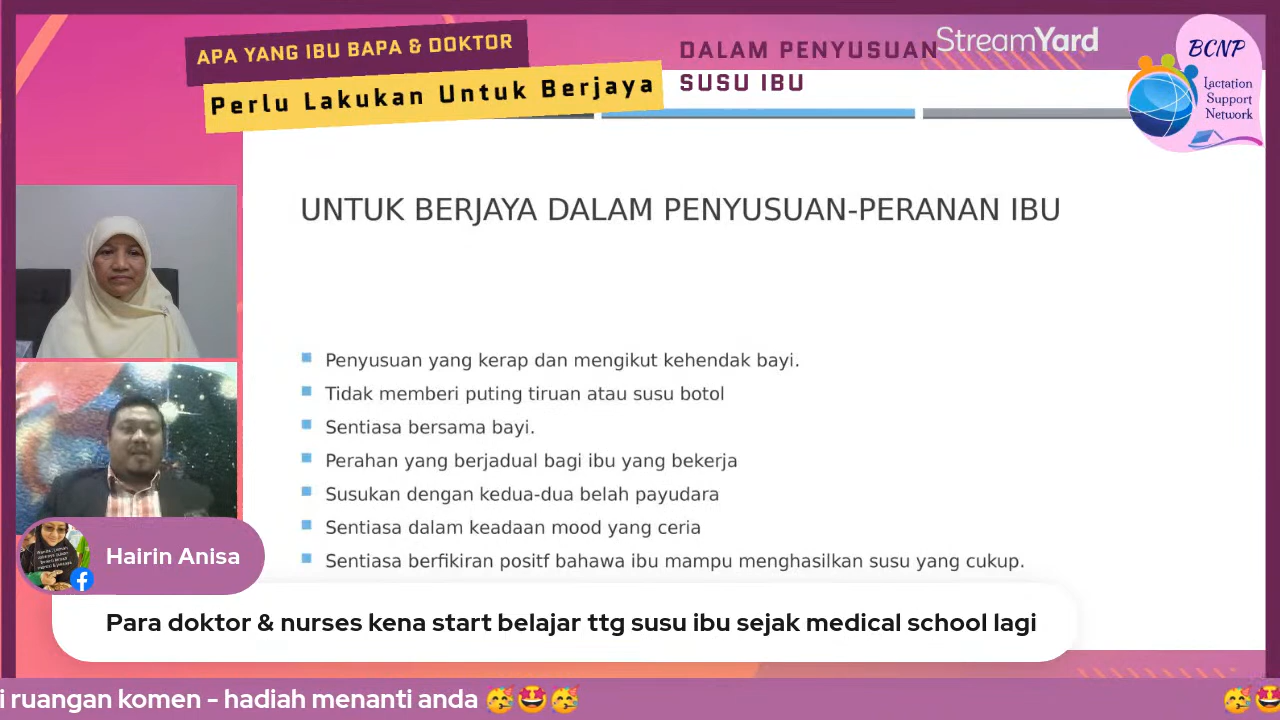 APA YANG IBU BAPA & DOKTOR
Perlu Lakukan Untuk Berjaya
DALAM PENYUSUAN
SUSU IBU
StreamYard
BCNP
Lactation
Support
Network
UNTUK BERJAYA DALAM PENYUSUAN-PERANAN IBU
Penyusuan yang kerap dan mengikut kehendak bayi.
Tidak memberi puting tiruan atau susu botol
Sentiasa bersama bayi.
Perahan yang berjadual bagi ibu yang bekerja
Susukan dengan kedua-dua belah payudara
Sentiasa dalam keadaan mood yang ceria
Sentiasa berfikiran positf bahawa ibu mampu menghasilkan susu yang cukup.
Hairin Anisa
Para doktor & nurses kena start belajar ttg susu ibu sejak medical school lagi
i ruangan komen - hadiah menanti anda 🥳🤩🥳 🥳🤩